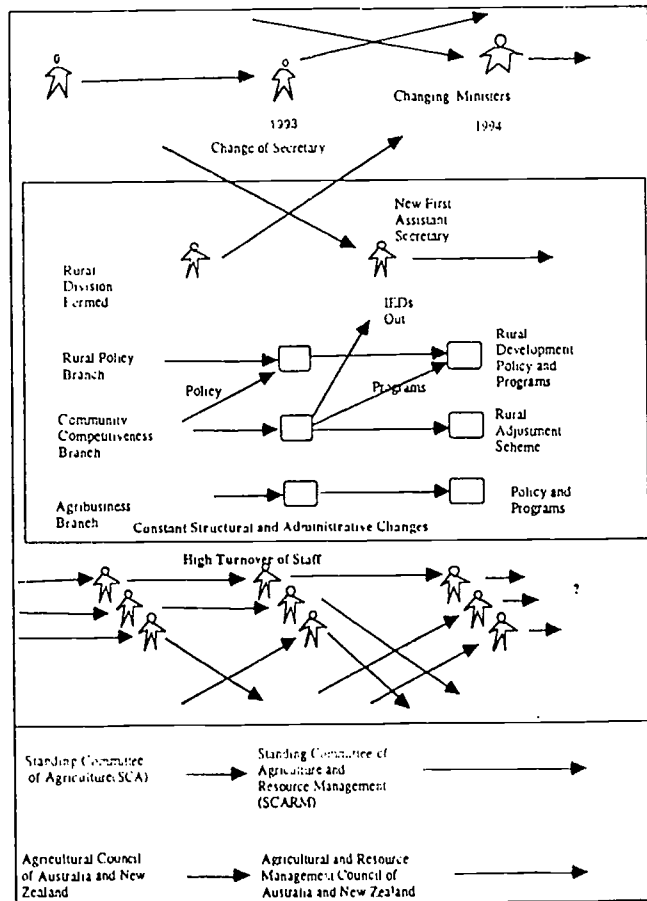 Changing Ministers
1993
1994
Change of Secretary
New First
Assistant
Secretary
Rural
Division
Formed
IEDs
Out
Rural Policy
Branch
Policy
Programs
Rural
Development
Policy and
Programs
Community
Competitiveness
Branch
Rural
Adjustment
Scheme
Agribusiness
Branch
Policy and
Programs
Constant Structural and Administrative Changes
High Turnover of Staff
?
Standing Committee
of Agriculture(SCA)
Standing Committee of
Agriculture and
Resource Management
(SCARM)
Agricultural Council
of Australia and New
Zealand
Agricultural and Resource
Management Council of
Australia and New Zealand